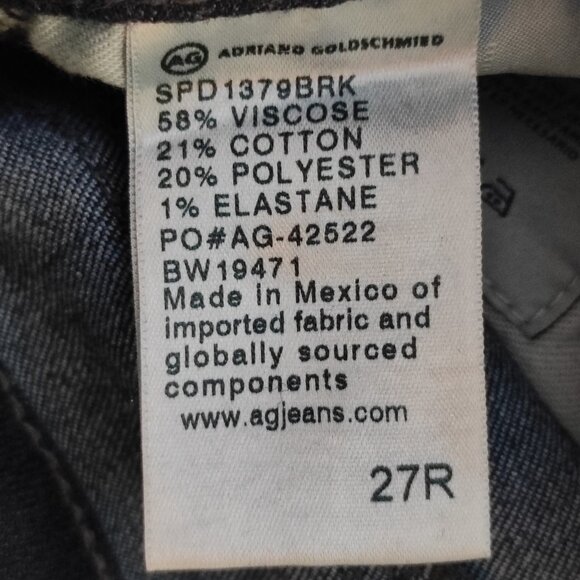 AG ADRIANO GOLDSCHMIED
SPD1379BRK
58% VISCOSE
21% COTTON
20% POLYESTER
1% ELASTANE
PO#AG-42522
BW19471
Made in Mexico of
imported fabric and
globally sourced
components
www.agjeans.com
27R